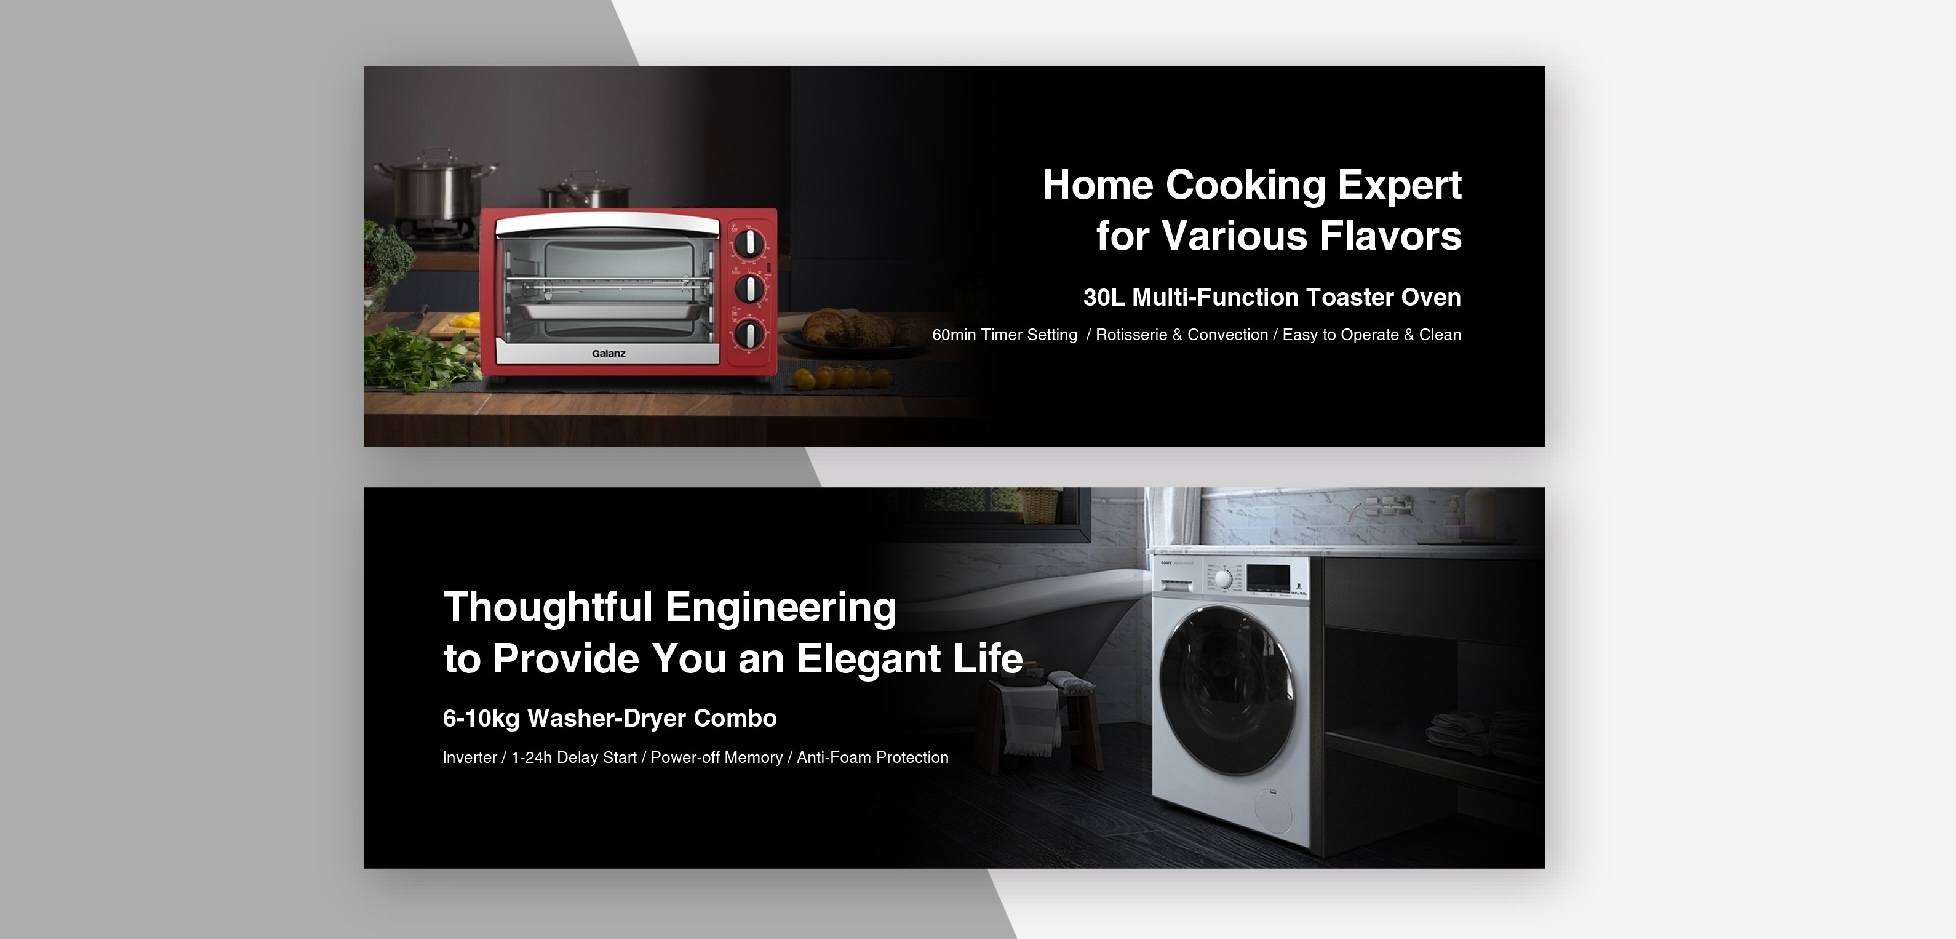 Galanz
Home Cooking Expert
for Various Flavors
30L Multi-Function Toaster Oven
60min Timer Setting  / Rotisserie & Convection / Easy to Operate & Clean
Thoughtful Engineering
to Provide You an Elegant Life
6-10kg Washer-Dryer Combo
Inverter / 1-24h Delay Start / Power-off Memory / Anti-Foam Protection